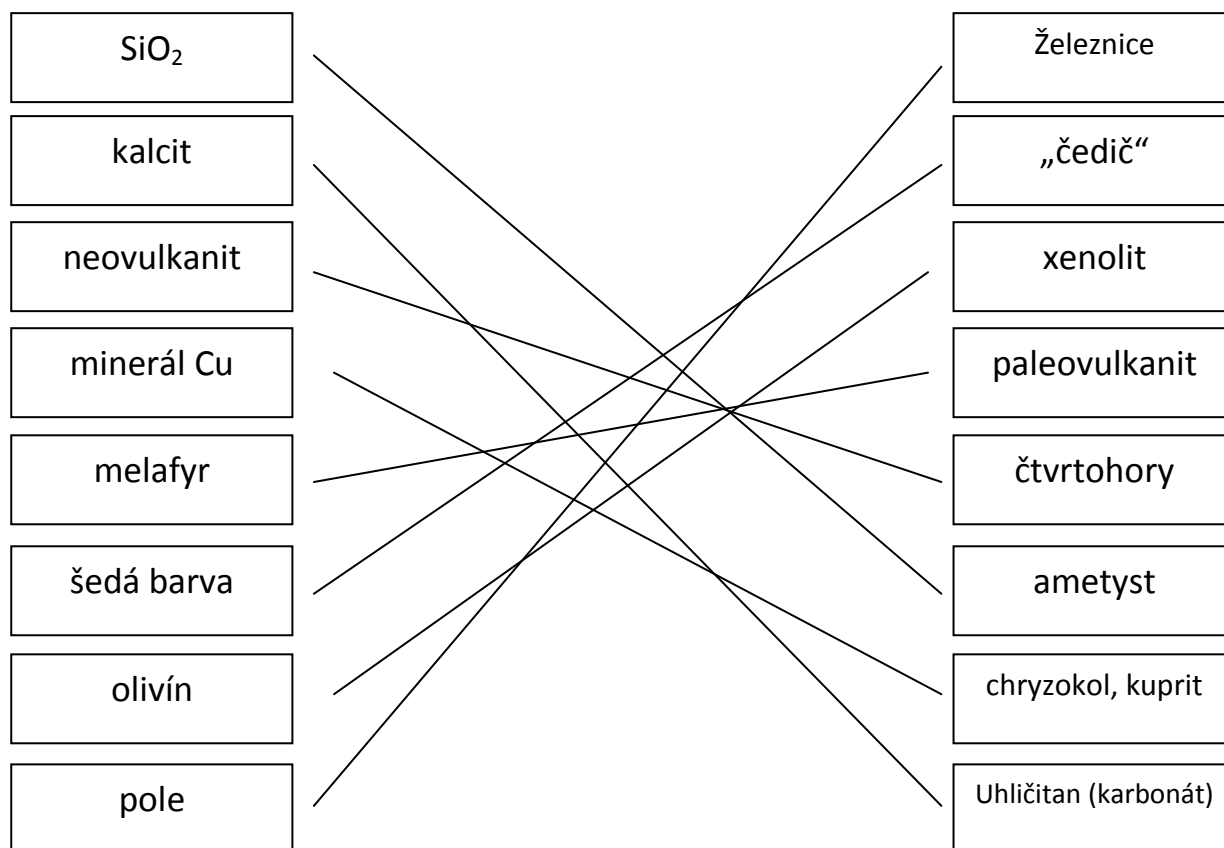 SiO₂
kalcit
neovulkanit
minerál Cu
melafyr
šedá barva
olivín
pole
Železnice
„čedič“
xenolit
paleovulkanit
čtvrtohory
ametyst
chryzokol, kuprit
Uhličitan (karbonát)